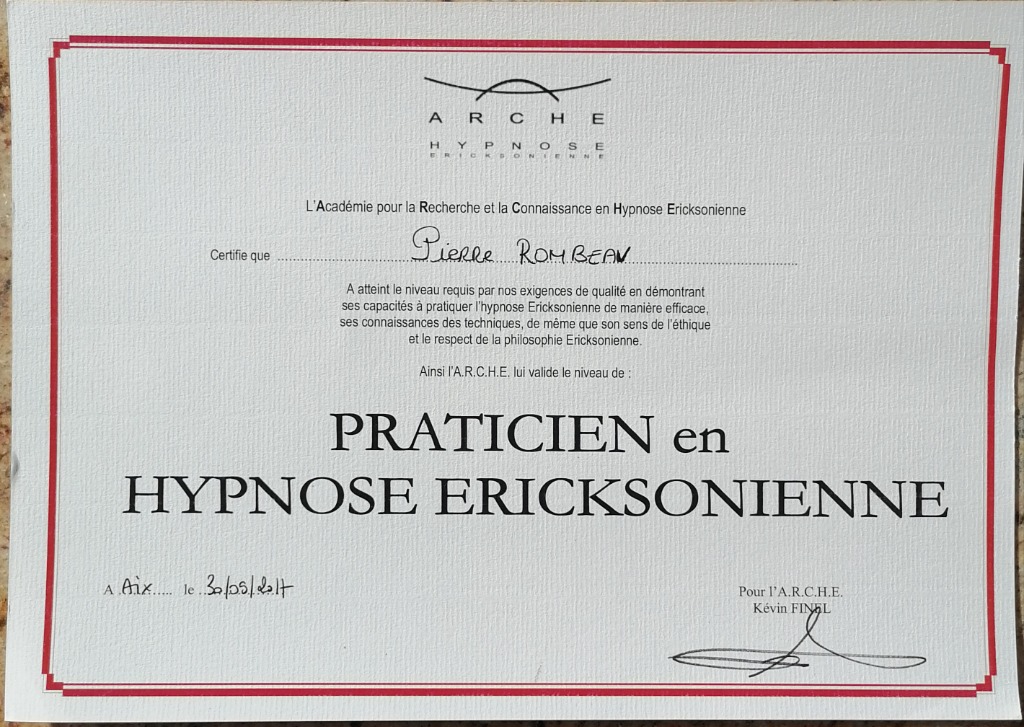 ARCHE
HYPNOSE
ERICKSONIENNE
L'Académie pour la Recherche et la Connaissance en Hypnose Ericksonienne
Certifie que Pierre ROMBEAU
A atteint le niveau requis par nos exigences de qualité en démontrant
ses capacités à pratiquer l'hypnose Ericksonienne de manière efficace,
ses connaissances des techniques, de même que son sens de l'éthique
et le respect de la philosophie Ericksonienne.
Ainsi l'A.R.C.H.E. lui valide le niveau de :
PRATICIEN en
HYPNOSE ERICKSONIENNE
A Aix..... le 30/05/2017
Pour l'A.R.C.H.E.
Kévin FINEL